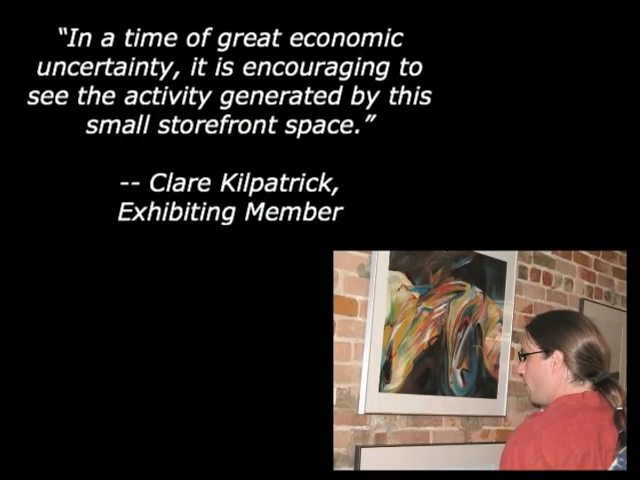 “In a time of great economic
uncertainty, it is encouraging to
see the activity generated by this
small storefront space.”
-- Clare Kilpatrick,
Exhibiting Member